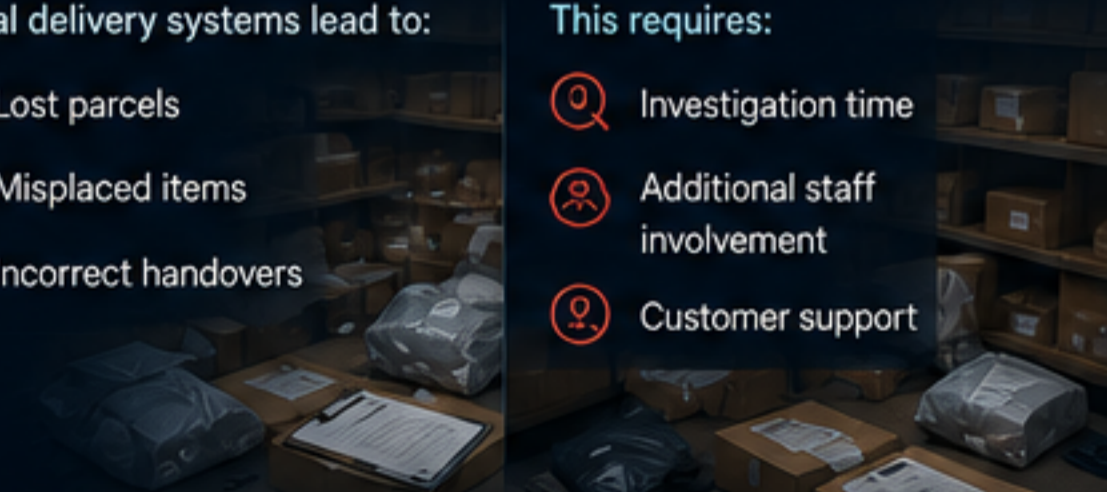 al delivery systems lead to:
Lost parcels
Misplaced items
ncorrect handovers
This requires:
Investigation time
Additional staff
involvement
Customer support